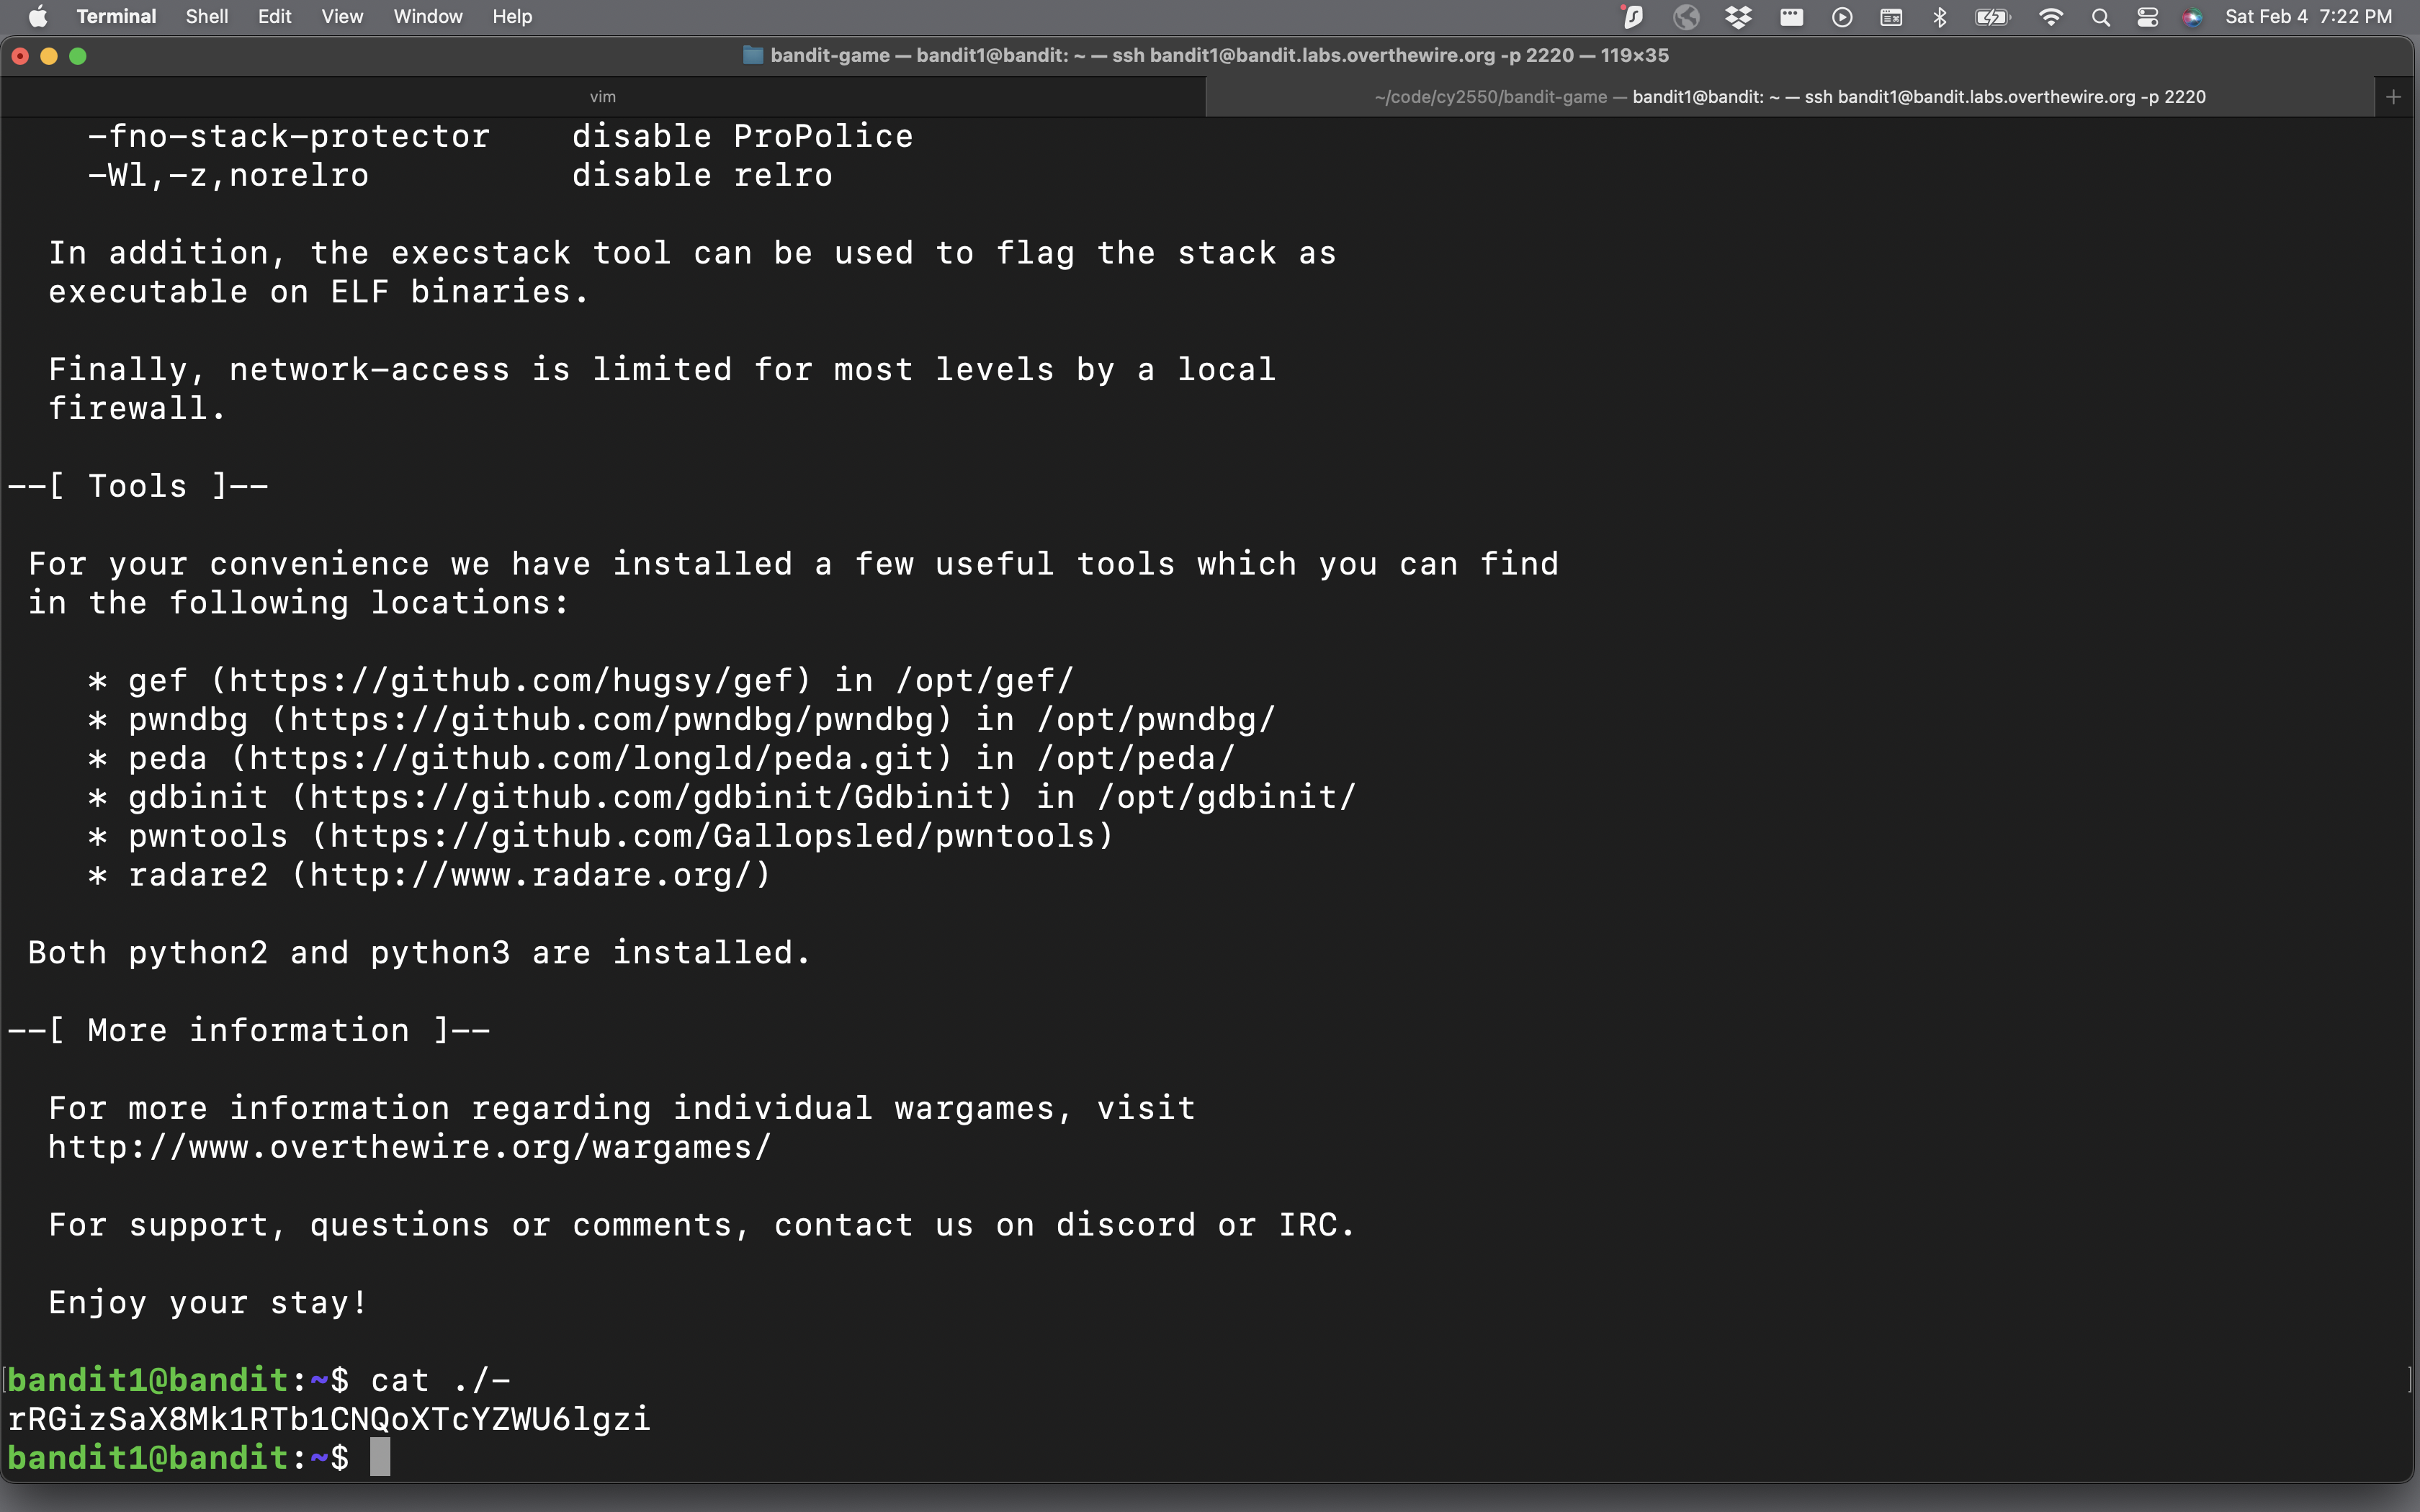 Terminal Shell Edit View Window Help Sat Feb 4 7:22 PM
bandit-game — bandit1@bandit: ~ — ssh bandit1@bandit.labs.overthewire.org -p 2220 — 119×35
vim ~/code/cy2550/bandit-game — bandit1@bandit: ~ — ssh bandit1@bandit.labs.overthewire.org -p 2220 +
-fno-stack-protector disable ProPolice
-Wl,-z,norelro disable relro
In addition, the execstack tool can be used to flag the stack as
executable on ELF binaries.
Finally, network-access is limited for most levels by a local
firewall.
--[ Tools ]--
For your convenience we have installed a few useful tools which you can find
in the following locations:
* gef (https://github.com/hugsy/gef) in /opt/gef/
* pwndbg (https://github.com/pwndbg/pwndbg) in /opt/pwndbg/
* peda (https://github.com/longld/peda.git) in /opt/peda/
* gdbinit (https://github.com/gdbinit/Gdbinit) in /opt/gdbinit/
* pwntools (https://github.com/Gallopsled/pwntools)
* radare2 (http://www.radare.org/)
Both python2 and python3 are installed.
--[ More information ]--
For more information regarding individual wargames, visit
http://www.overthewire.org/wargames/
For support, questions or comments, contact us on discord or IRC.
Enjoy your stay!
bandit1@bandit:~$ cat ./-
rRGizSaX8Mk1RTb1CNQoXTcYZWU6lgzi
bandit1@bandit:~$